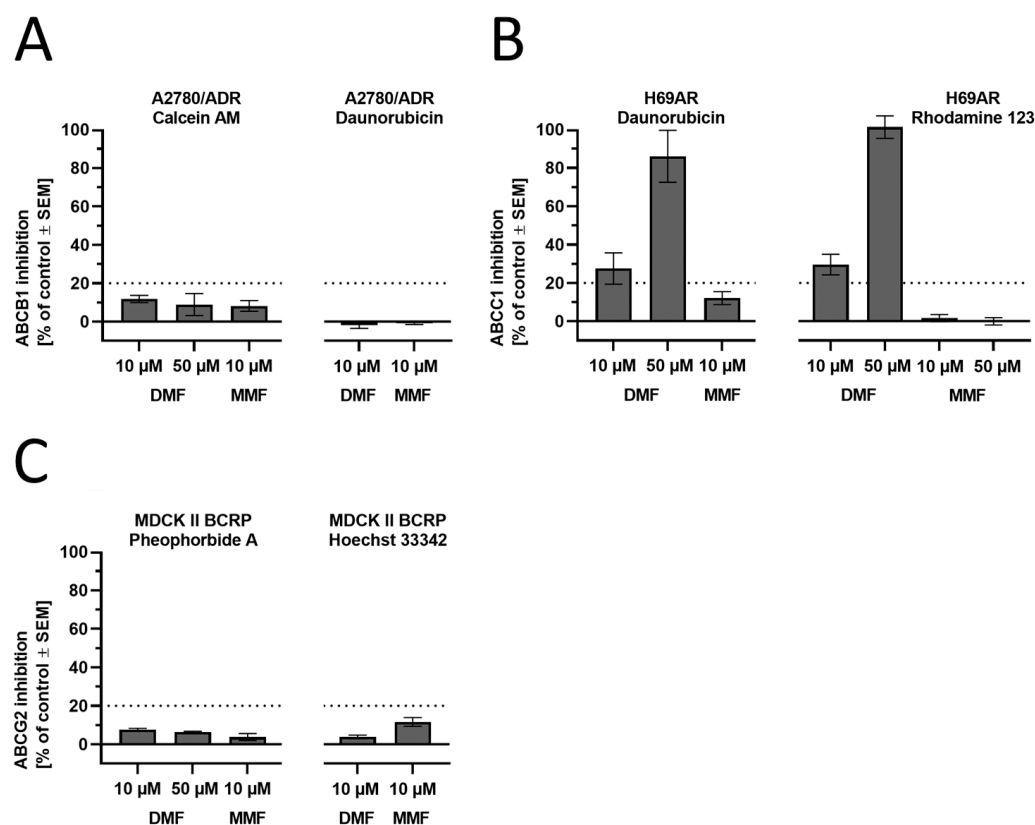 A
A2780/ADR
Calcein AM
A2780/ADR
Daunorubicin
ABCB1 inhibition
[% of control ± SEM]
100
80
60
40
20
0
10 µM 50 µM 10 µM
DMF MMF
10 µM 10 µM
DMF MMF
B
H69AR
Daunorubicin
H69AR
Rhodamine 123
ABCC1 inhibition
[% of control ± SEM]
100
80
60
40
20
0
10 µM 50 µM 10 µM
DMF MMF
10 µM 50 µM 10 µM 50 µM
DMF MMF
C
MDCK II BCRP
Pheophorbide A
MDCK II BCRP
Hoechst 33342
ABCG2 inhibition
[% of control ± SEM]
100
80
60
40
20
0
10 µM 50 µM 10 µM
DMF MMF
10 µM 10 µM
DMF MMF